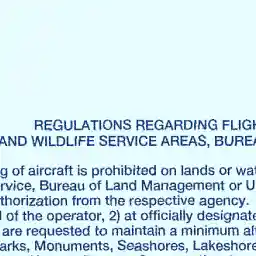 REGULATIONS REGARDING FLIGH
AND WILDLIFE SERVICE AREAS, BUREA
g of aircraft is prohibited on lands or wat
rvice, Bureau of Land Management or U
thorization from the respective agency.
l of the operator, 2) at officially designate
are requested to maintain a minimum alt
arks, Monuments, Seashores, Lakeshore